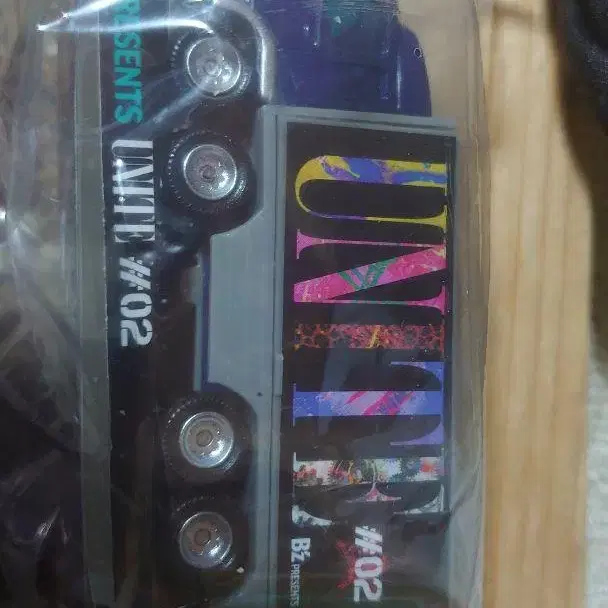 UNITE #02
B'z PRESENTS
PRESENTS UNITE #02